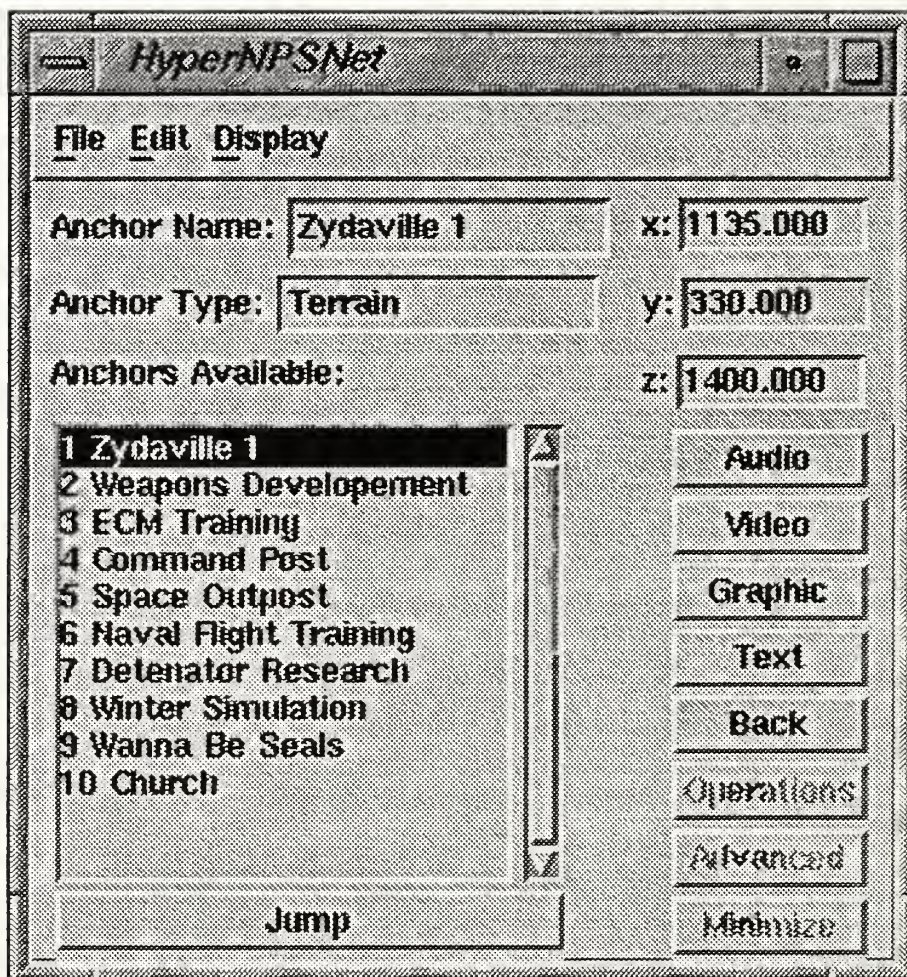 HyperNPSNet
File Edit Display
Anchor Name: Zydaville 1 x: 1135.000
Anchor Type: Terrain y: 330.000
Anchors Available: z: 1400.000
1 Zydaville 1
2 Weapons Developement
3 ECM Training
4 Command Post
5 Space Outpost
6 Naval Flight Training
7 Detenator Research
8 Winter Simulation
9 Wanna Be Seals
10 Church
Jump
Audio
Video
Graphic
Text
Back
Operations
Advanced
Minimize